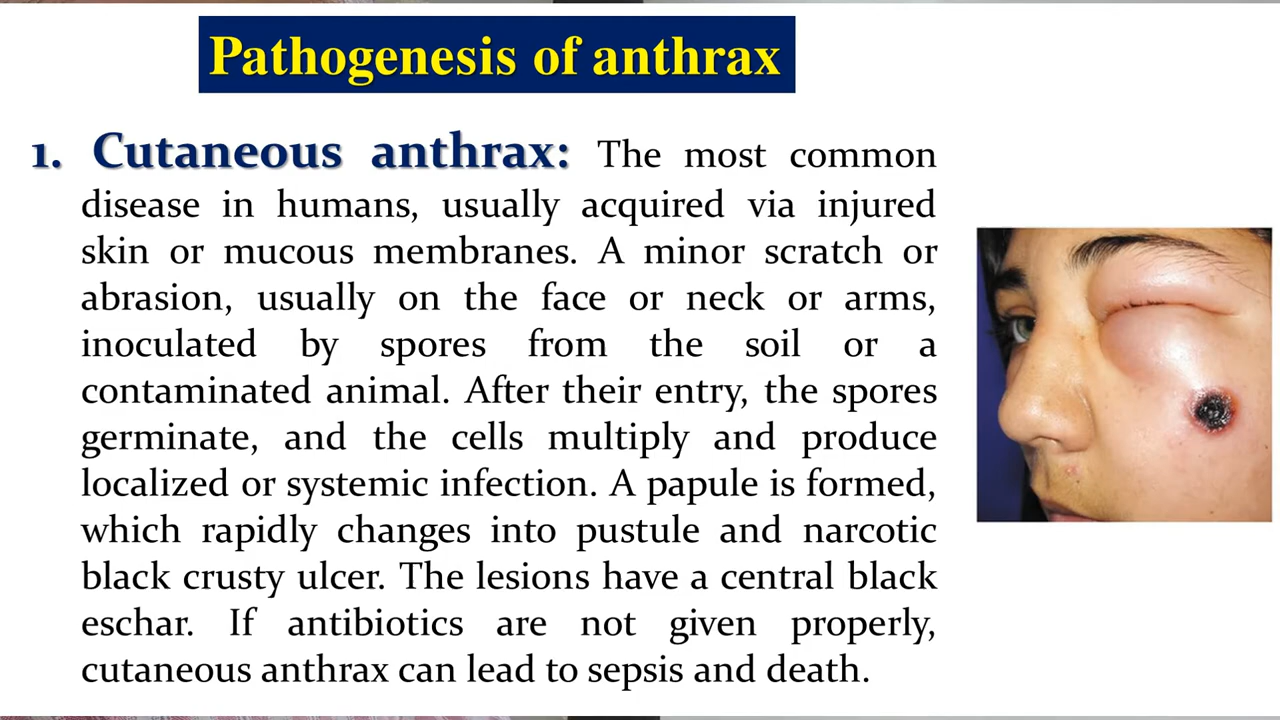 Pathogenesis of anthrax
1. Cutaneous anthrax: The most common
disease in humans, usually acquired via injured
skin or mucous membranes. A minor scratch or
abrasion, usually on the face or neck or arms,
inoculated by spores from the soil or a
contaminated animal. After their entry, the spores
germinate, and the cells multiply and produce
localized or systemic infection. A papule is formed,
which rapidly changes into pustule and narcotic
black crusty ulcer. The lesions have a central black
eschar. If antibiotics are not given properly,
cutaneous anthrax can lead to sepsis and death.